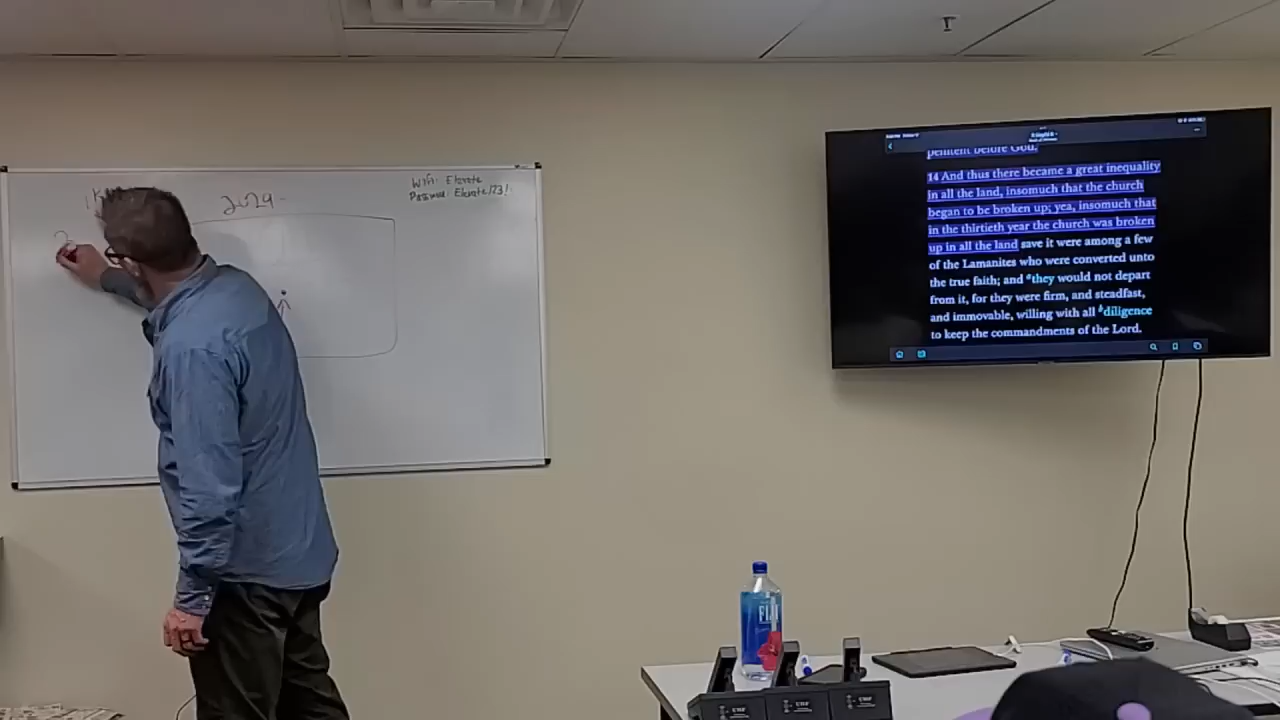 2024
Wifi: Elevate
Password: Elevate123!
penitent before God.
14 And thus there became a great inequality
in all the land, insomuch that the church
began to be broken up; yea, insomuch that
in the thirtieth year the church was broken
up in all the land save it were among a few
of the Lamanites who were converted unto
the true faith; and they would not depart
from it, for they were firm, and steadfast,
and immovable, willing with all diligence
to keep the commandments of the Lord.
FIJI
UHF
UHF
UHF